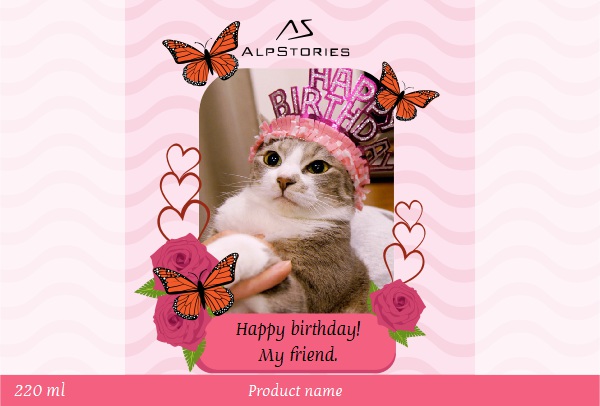 AS
AlpStories
HAPPY
BIRTHDAY
Happy birthday!
My friend.
220 ml
Product name